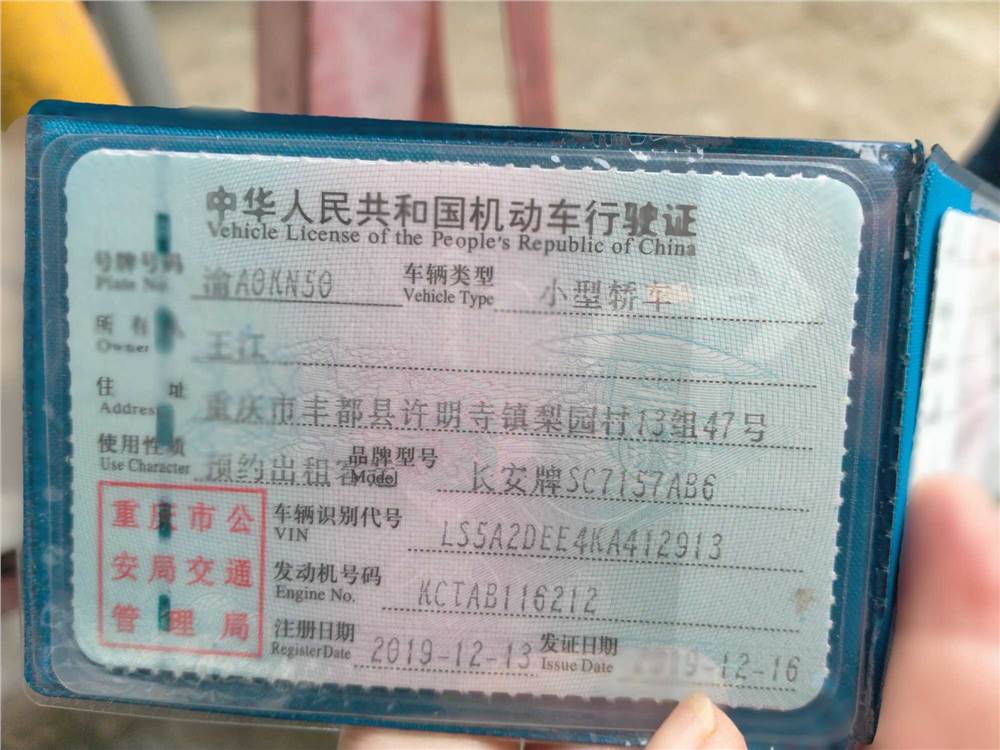 中华人民共和国机动车行驶证
Vehicle License of the People's Republic of China
号牌号码 渝A0KN50 车辆类型 小型轿车
Plate No. Vehicle Type
所有人 王江
Owner
住址 重庆市丰都县许明寺镇梨园村13组47号
Address
使用性质 预约出租客运 品牌型号 长安牌SC7157AB6
Use Character Model
重庆市公
安局交通
管理局
车辆识别代号 LS5A2DEE4KA412913
VIN
发动机号码 KCTAB116212
Engine No.
注册日期 2019-12-13 发证日期 2019-12-16
Register Date Issue Date